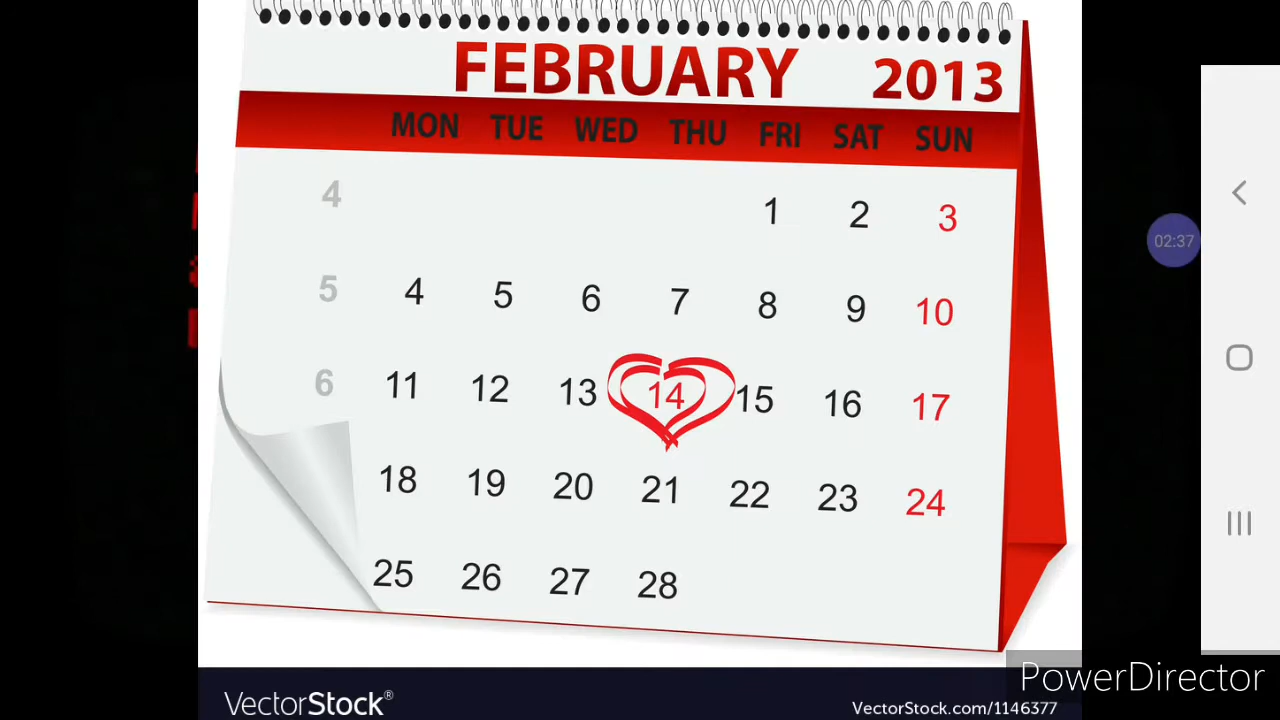 FEBRUARY 2013
MON TUE WED THU FRI SAT SUN
4 1 2 3
5 4 5 6 7 8 9 10
6 11 12 13 14 15 16 17
18 19 20 21 22 23 24
25 26 27 28
02:37
PowerDirector
VectorStock®
VectorStock.com/1146377